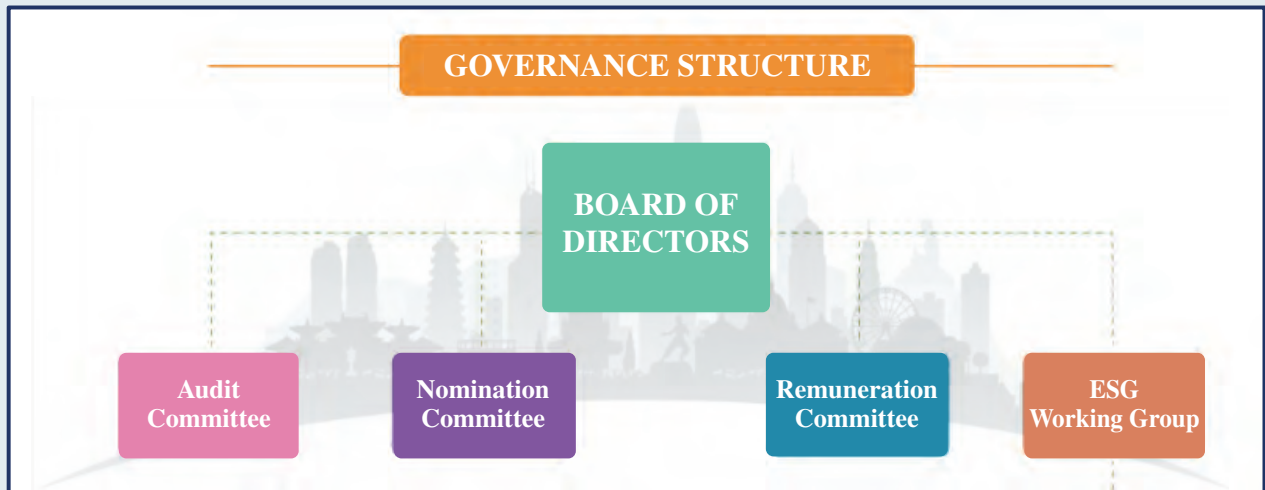 GOVERNANCE STRUCTURE
BOARD OF
DIRECTORS
Audit
Committee
Nomination
Committee
Remuneration
Committee
ESG
Working Group